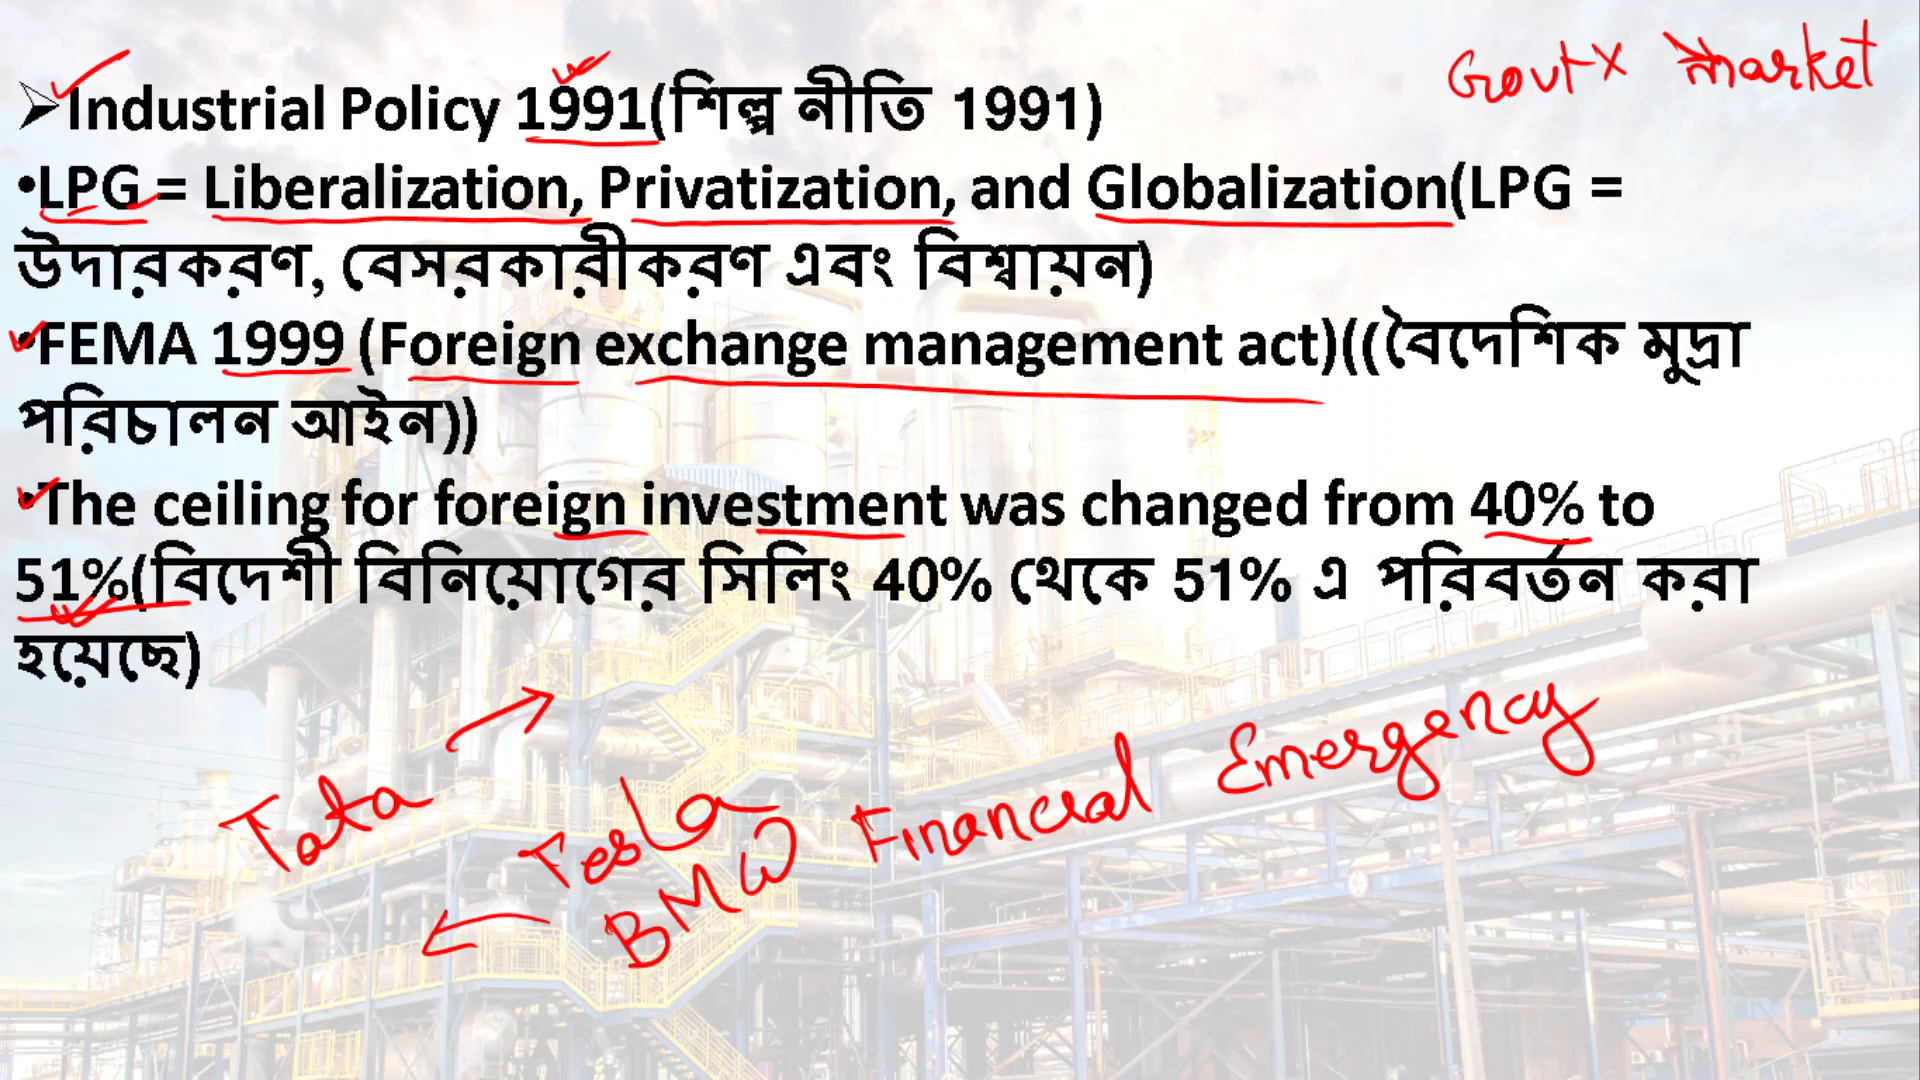 Govt x market
➢Industrial Policy 1991(শিল্প নীতি 1991)
•LPG = Liberalization, Privatization, and Globalization(LPG =
উদারকরণ, বেসরকারীকরণ এবং বিশ্বায়ন)
•FEMA 1999 (Foreign exchange management act)((বৈদেশিক মুদ্রা
পরিচালন আইন))
•The ceiling for foreign investment was changed from 40% to
51%(বিদেশী বিনিয়োগের সিলিং 40% থেকে 51% এ পরিবর্তন করা
হয়েছে)
Tata
Tesla
BMW
Financial Emergency